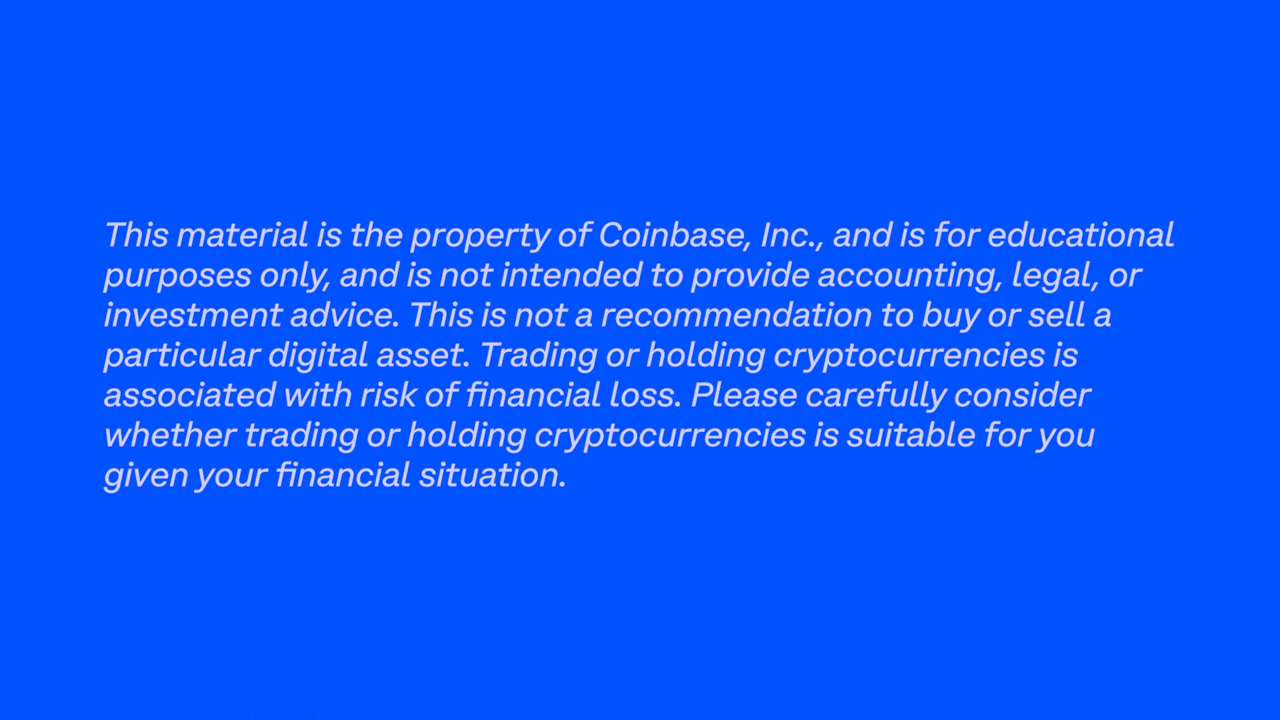 This material is the property of Coinbase, Inc., and is for educational
purposes only, and is not intended to provide accounting, legal, or
investment advice. This is not a recommendation to buy or sell a
particular digital asset. Trading or holding cryptocurrencies is
associated with risk of financial loss. Please carefully consider
whether trading or holding cryptocurrencies is suitable for you
given your financial situation.